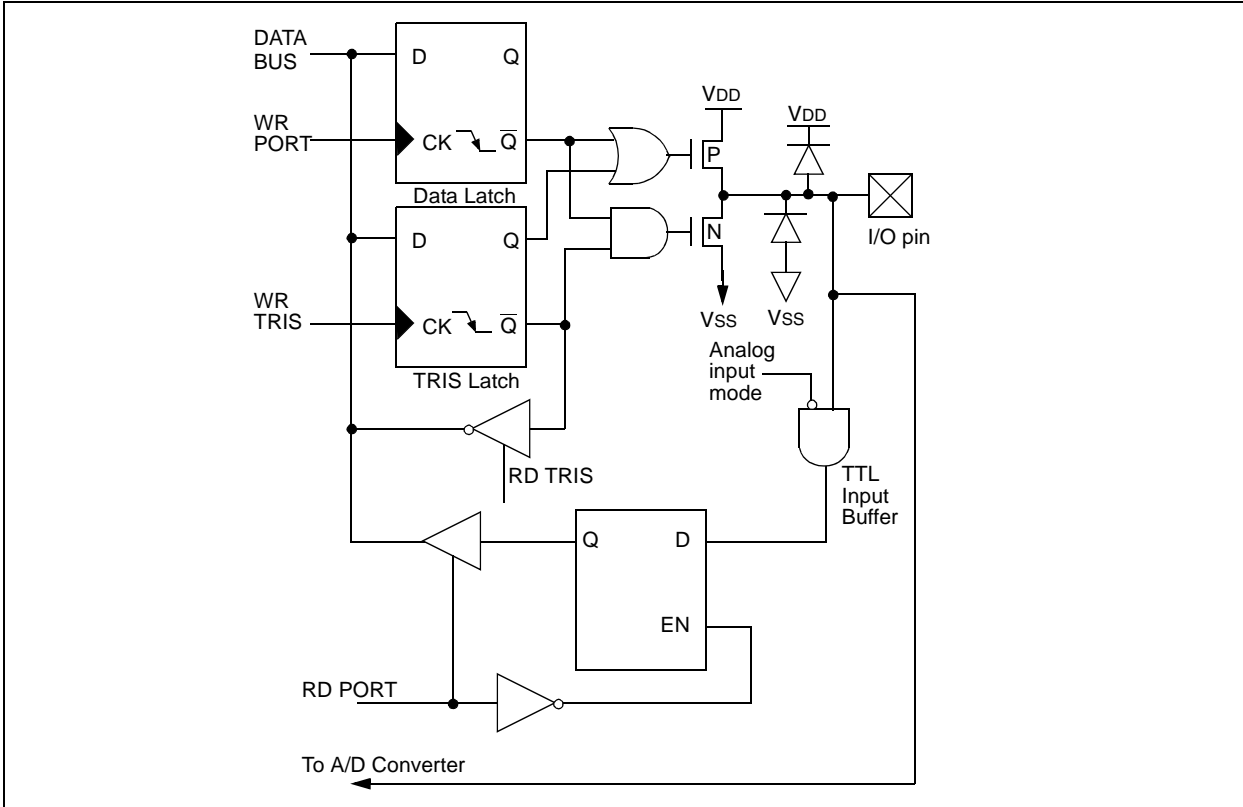 DATA
BUS
D
Q
WR
PORT
CK
Q
Data Latch
VDD
P
VDD
D
Q
N
I/O pin
WR
TRIS
CK
Q
TRIS Latch
VSS
VSS
Analog
input
mode
RD TRIS
TTL
Input
Buffer
Q
D
EN
RD PORT
To A/D Converter